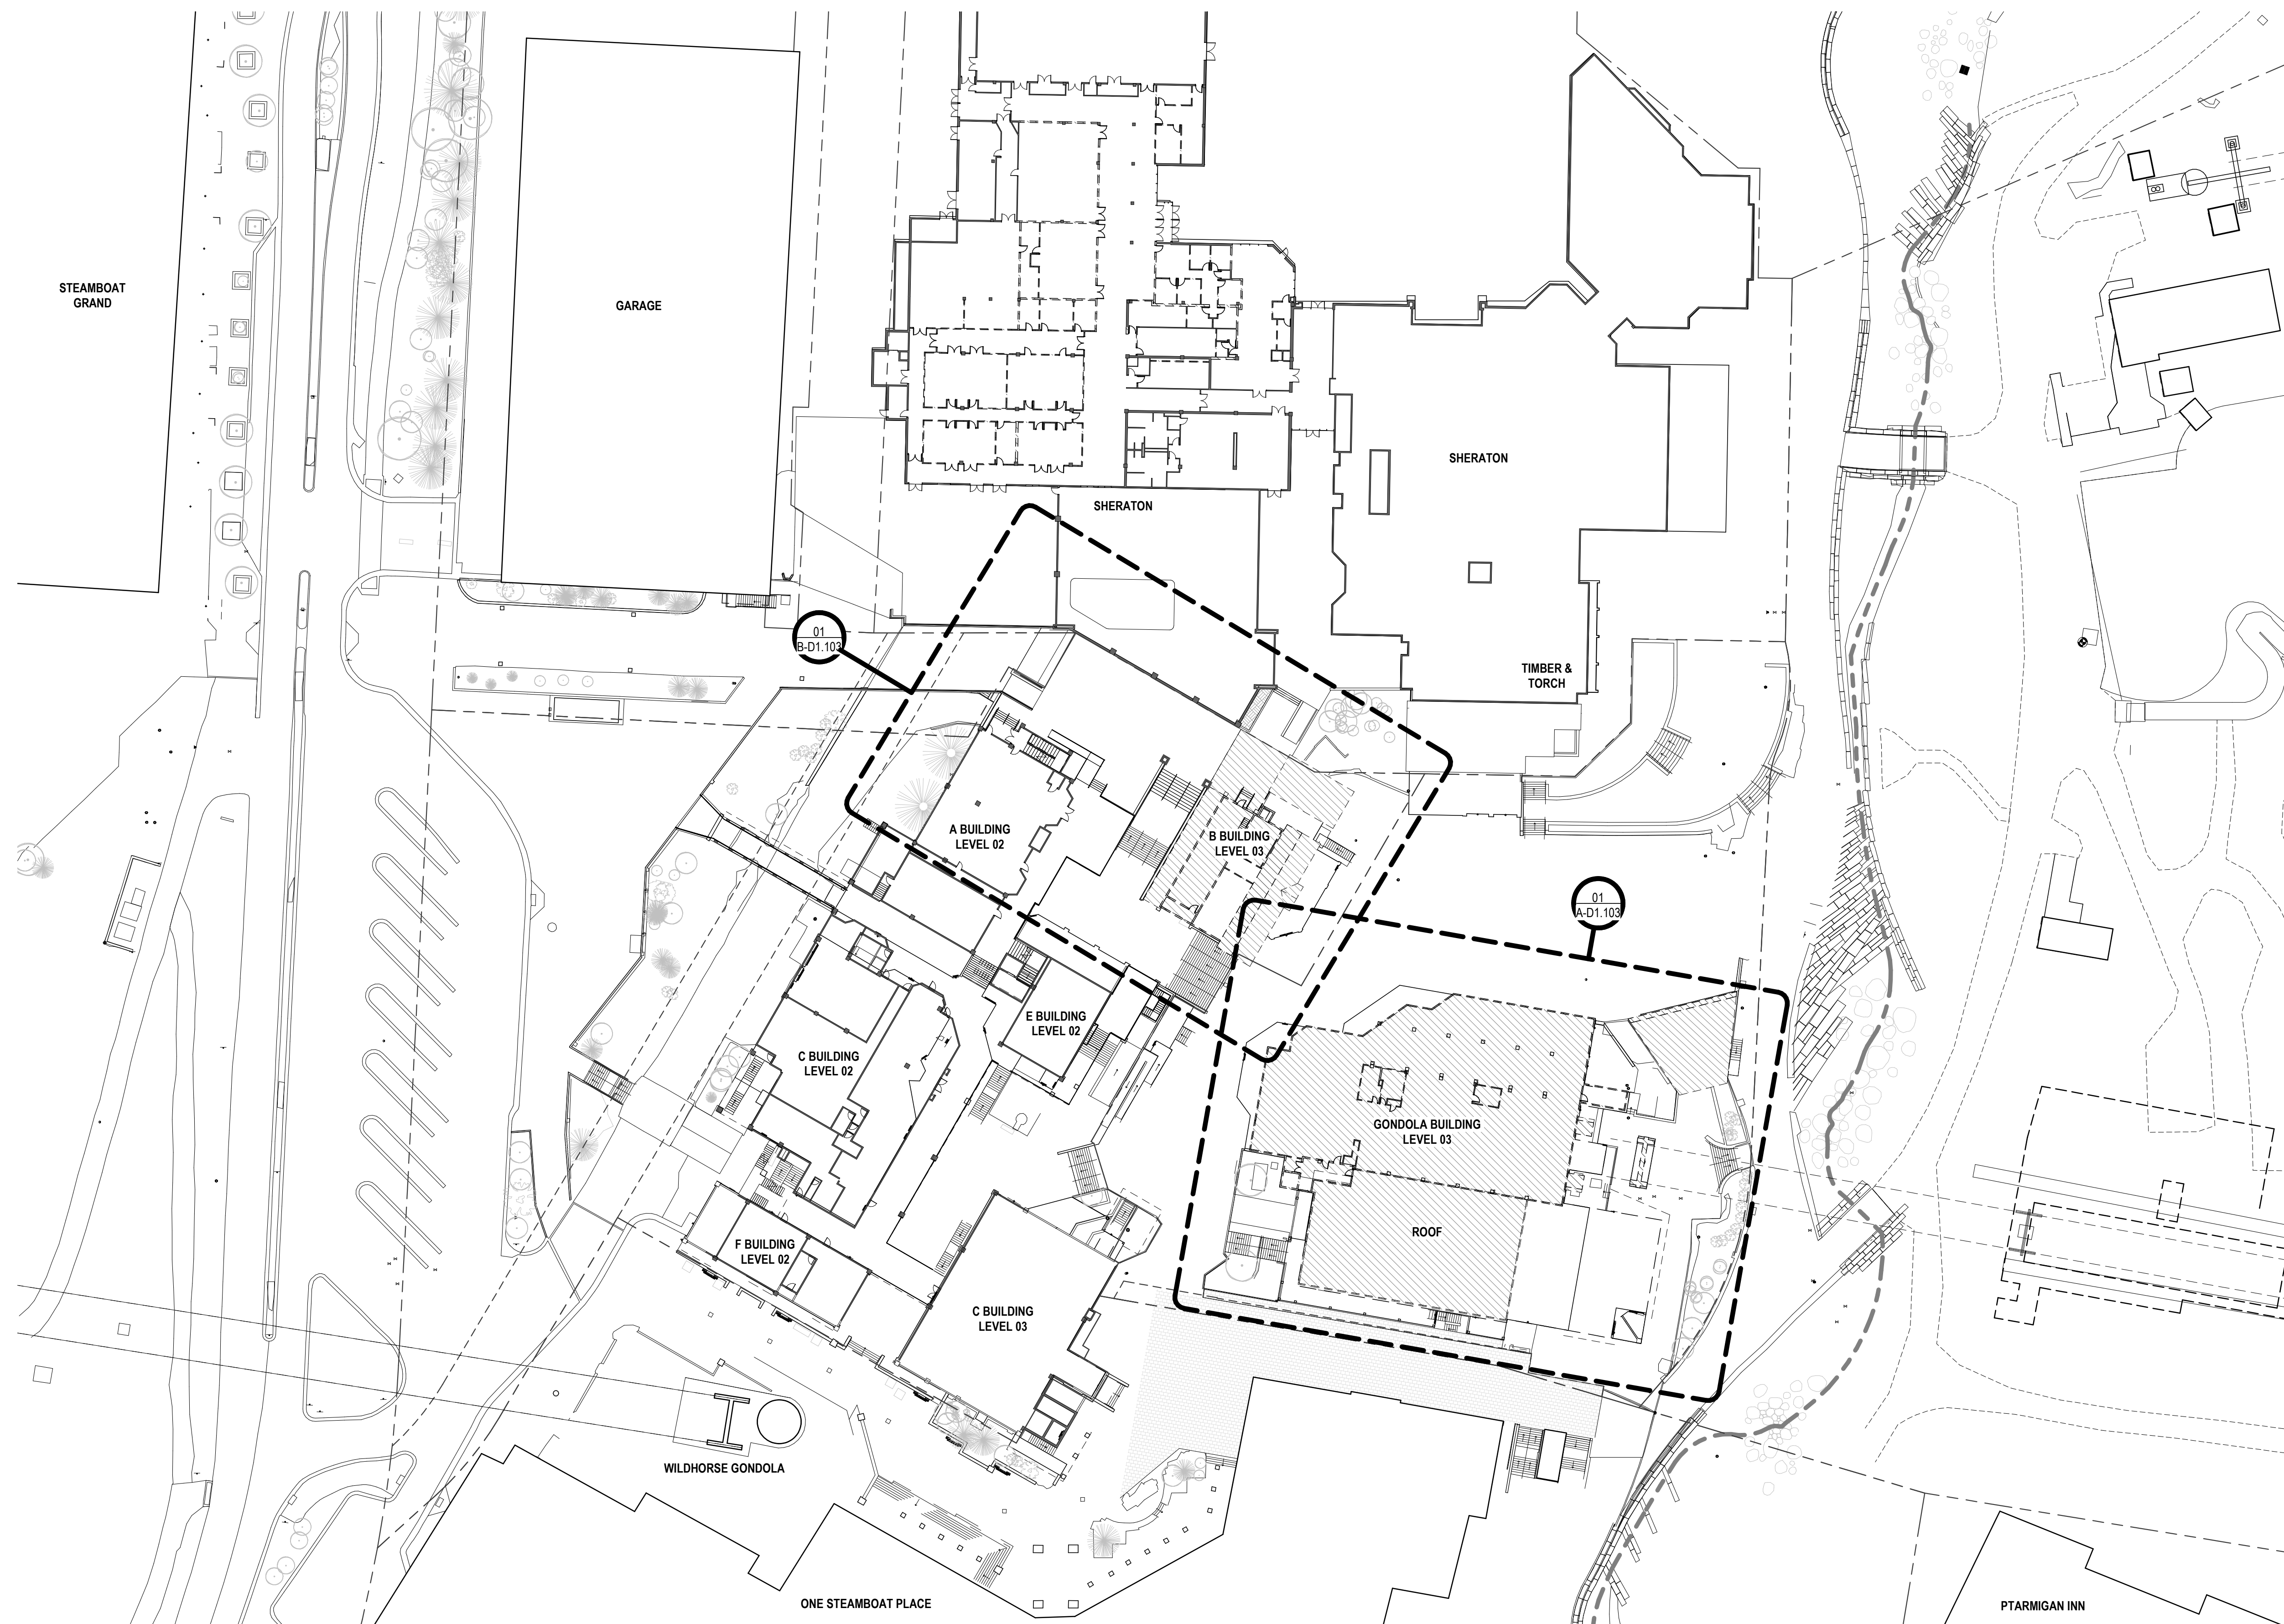 STEAMBOAT
GRAND
GARAGE
SHERATON
SHERATON
01
B-D1.103
TIMBER &
TORCH
A BUILDING
LEVEL 02
B BUILDING
LEVEL 03
01
A-D1.103
E BUILDING
LEVEL 02
C BUILDING
LEVEL 02
GONDOLA BUILDING
LEVEL 03
ROOF
F BUILDING
LEVEL 02
C BUILDING
LEVEL 03
WILDHORSE GONDOLA
ONE STEAMBOAT PLACE
PTARMIGAN INN